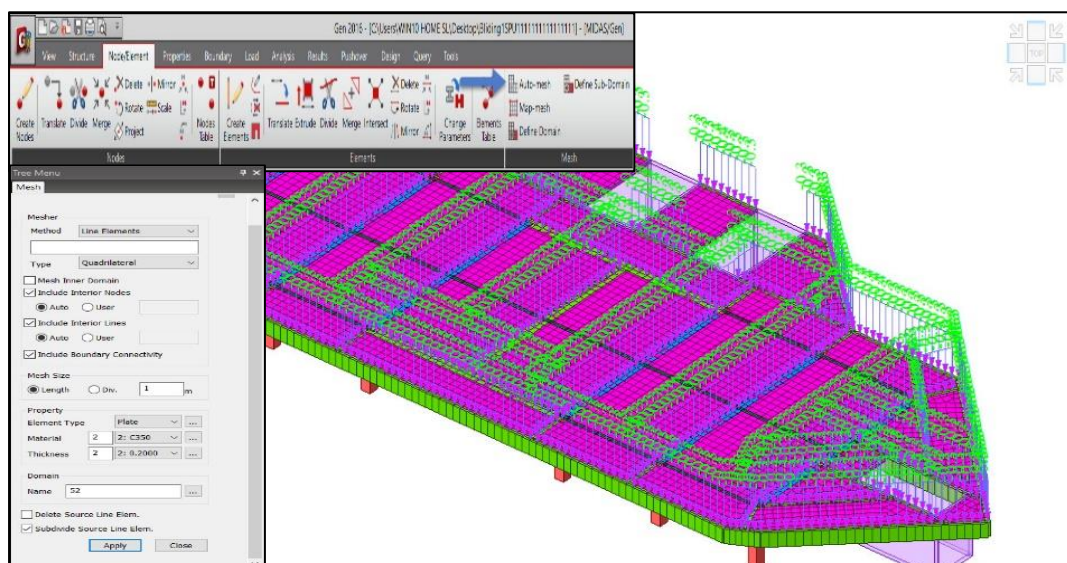 Gen 2016 - [C:\Users\WIN10 HOME SL\Desktop\Bliding15PU1111111111111111] - [MIDAS/Gen]
View Structure Node/Element Properties Boundary Load Analysis Results Pushover Design Query Tools
Create Nodes Translate Divide Merge Delete Rotate Project Mirror Scale Nodes Table
Create Elements Translate Extrude Divide Merge Intersect Delete Rotate Mirror Change Parameters Elements Table
Auto-mesh Define Sub-Domain
Map-mesh
Define Domain
Nodes Elements Mesh
TOP
Tree Menu
Mesh
Mesher
Method Line Elements
Type Quadrilateral
Mesh Inner Domain
Include Interior Nodes
Auto User
Include Interior Lines
Auto User
Include Boundary Connectivity
Mesh Size
Length Div. 1 m
Property
Element Type Plate ...
Material 2 2: C350 ...
Thickness 2 2: 0.2000 ...
Domain
Name 52 ...
Delete Source Line Elem.
Subdivide Source Line Elem.
Apply Close